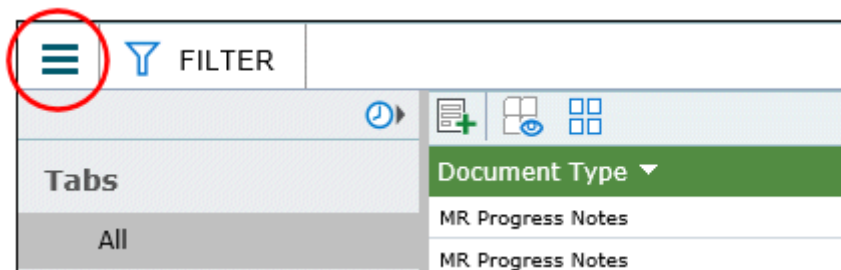 FILTER
Tabs
All
Document Type
MR Progress Notes
MR Progress Notes